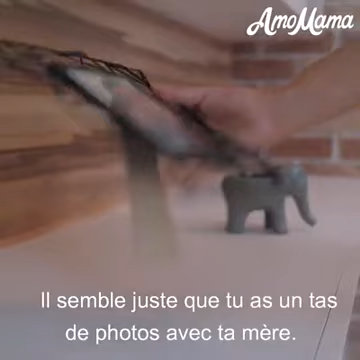 AmoMama
Il semble juste que tu as un tas
de photos avec ta mère.